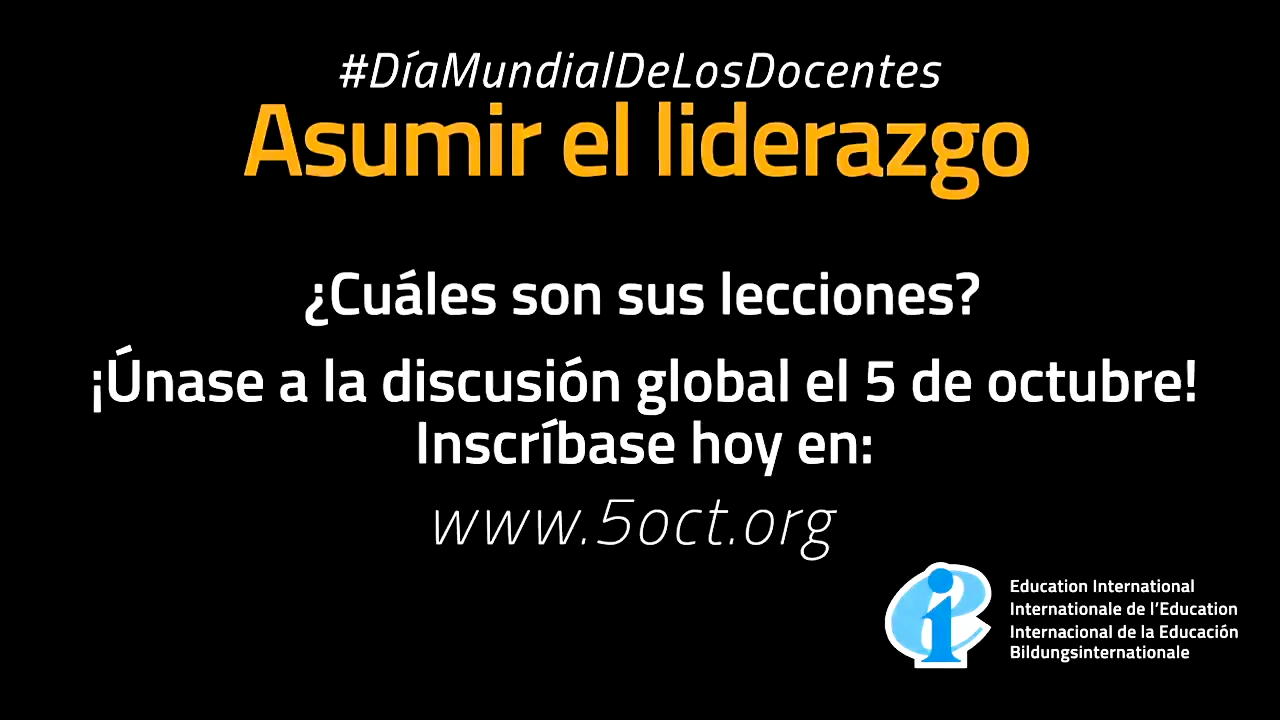 #DíaMundialDeLosDocentes
Asumir el liderazgo
¿Cuáles son sus lecciones?
¡Únase a la discusión global el 5 de octubre!
Inscríbase hoy en:
www.5oct.org
Education International
Internationale de l'Education
Internacional de la Educación
Bildungsinternationale